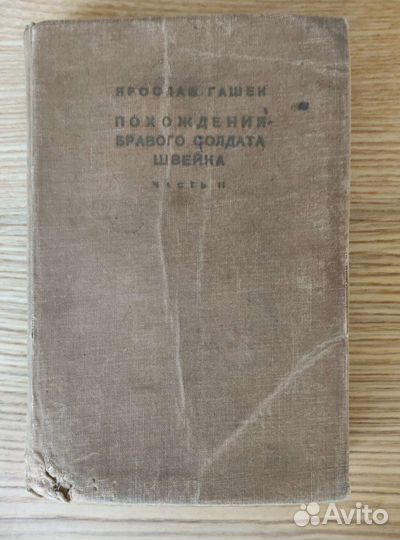 ЯРОСЛАВ ГАШЕК
ПОХОЖДЕНИЯ
БРАВОГО СОЛДАТА
ШВЕЙКА
ЧАСТЬ II
Avito